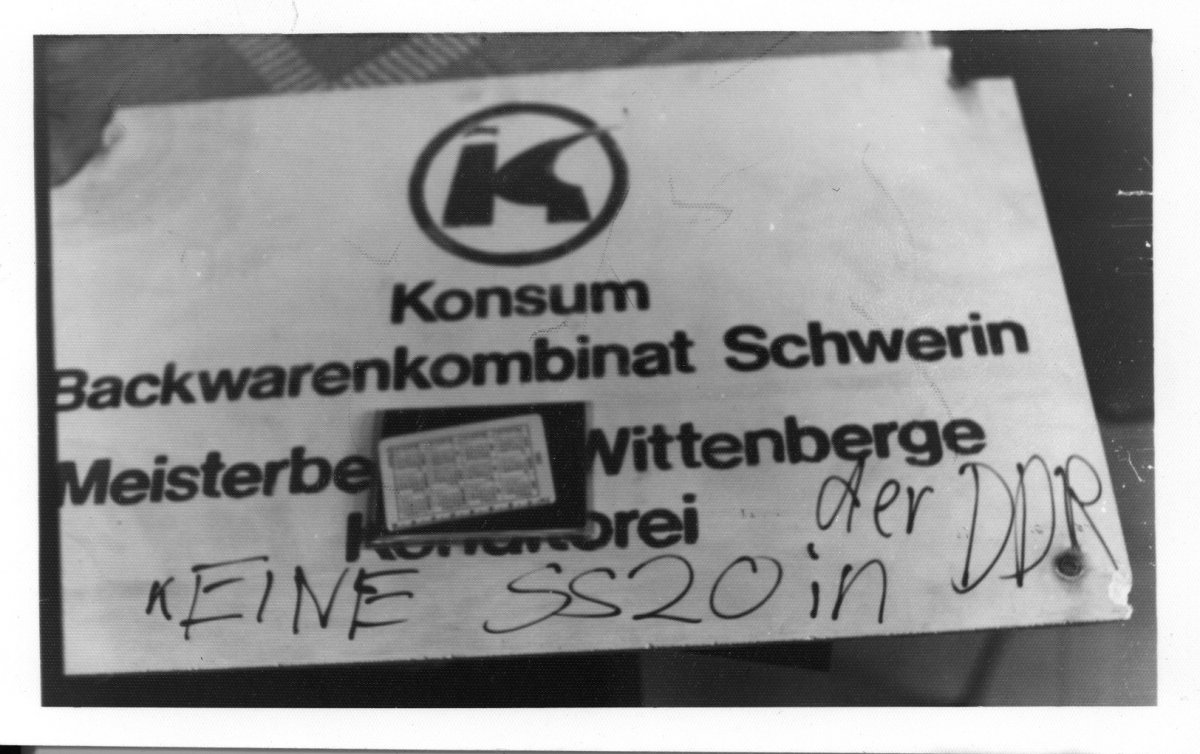 K
Konsum
Backwarenkombinat Schwerin
Wittenberge
KEINE SS20 in der DDR